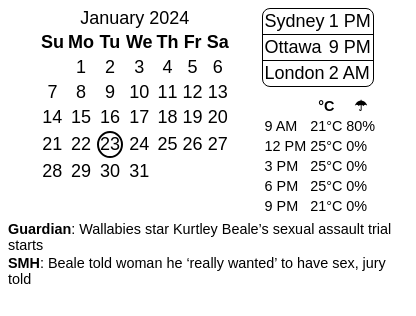 January 2024
Su Mo Tu We Th Fr Sa
1 2 3 4 5 6
7 8 9 10 11 12 13
14 15 16 17 18 19 20
21 22 23 24 25 26 27
28 29 30 31
Sydney 1 PM
Ottawa 9 PM
London 2 AM
°C ☂
9 AM 21°C 80%
12 PM 25°C 0%
3 PM 25°C 0%
6 PM 25°C 0%
9 PM 21°C 0%
Guardian: Wallabies star Kurtley Beale’s sexual assault trial
starts
SMH: Beale told woman he ‘really wanted’ to have sex, jury
told